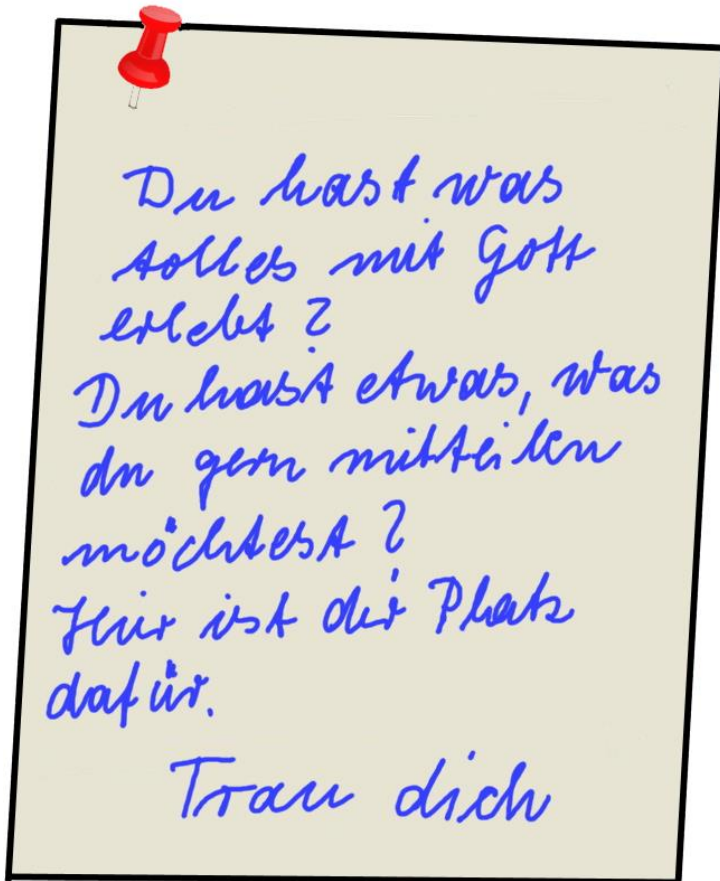 Du hast was
tolles mit Gott
erlebt?
Du hast etwas, was
du gern mitteilen
möchtest?
Hier ist der Platz
dafür.
Trau dich